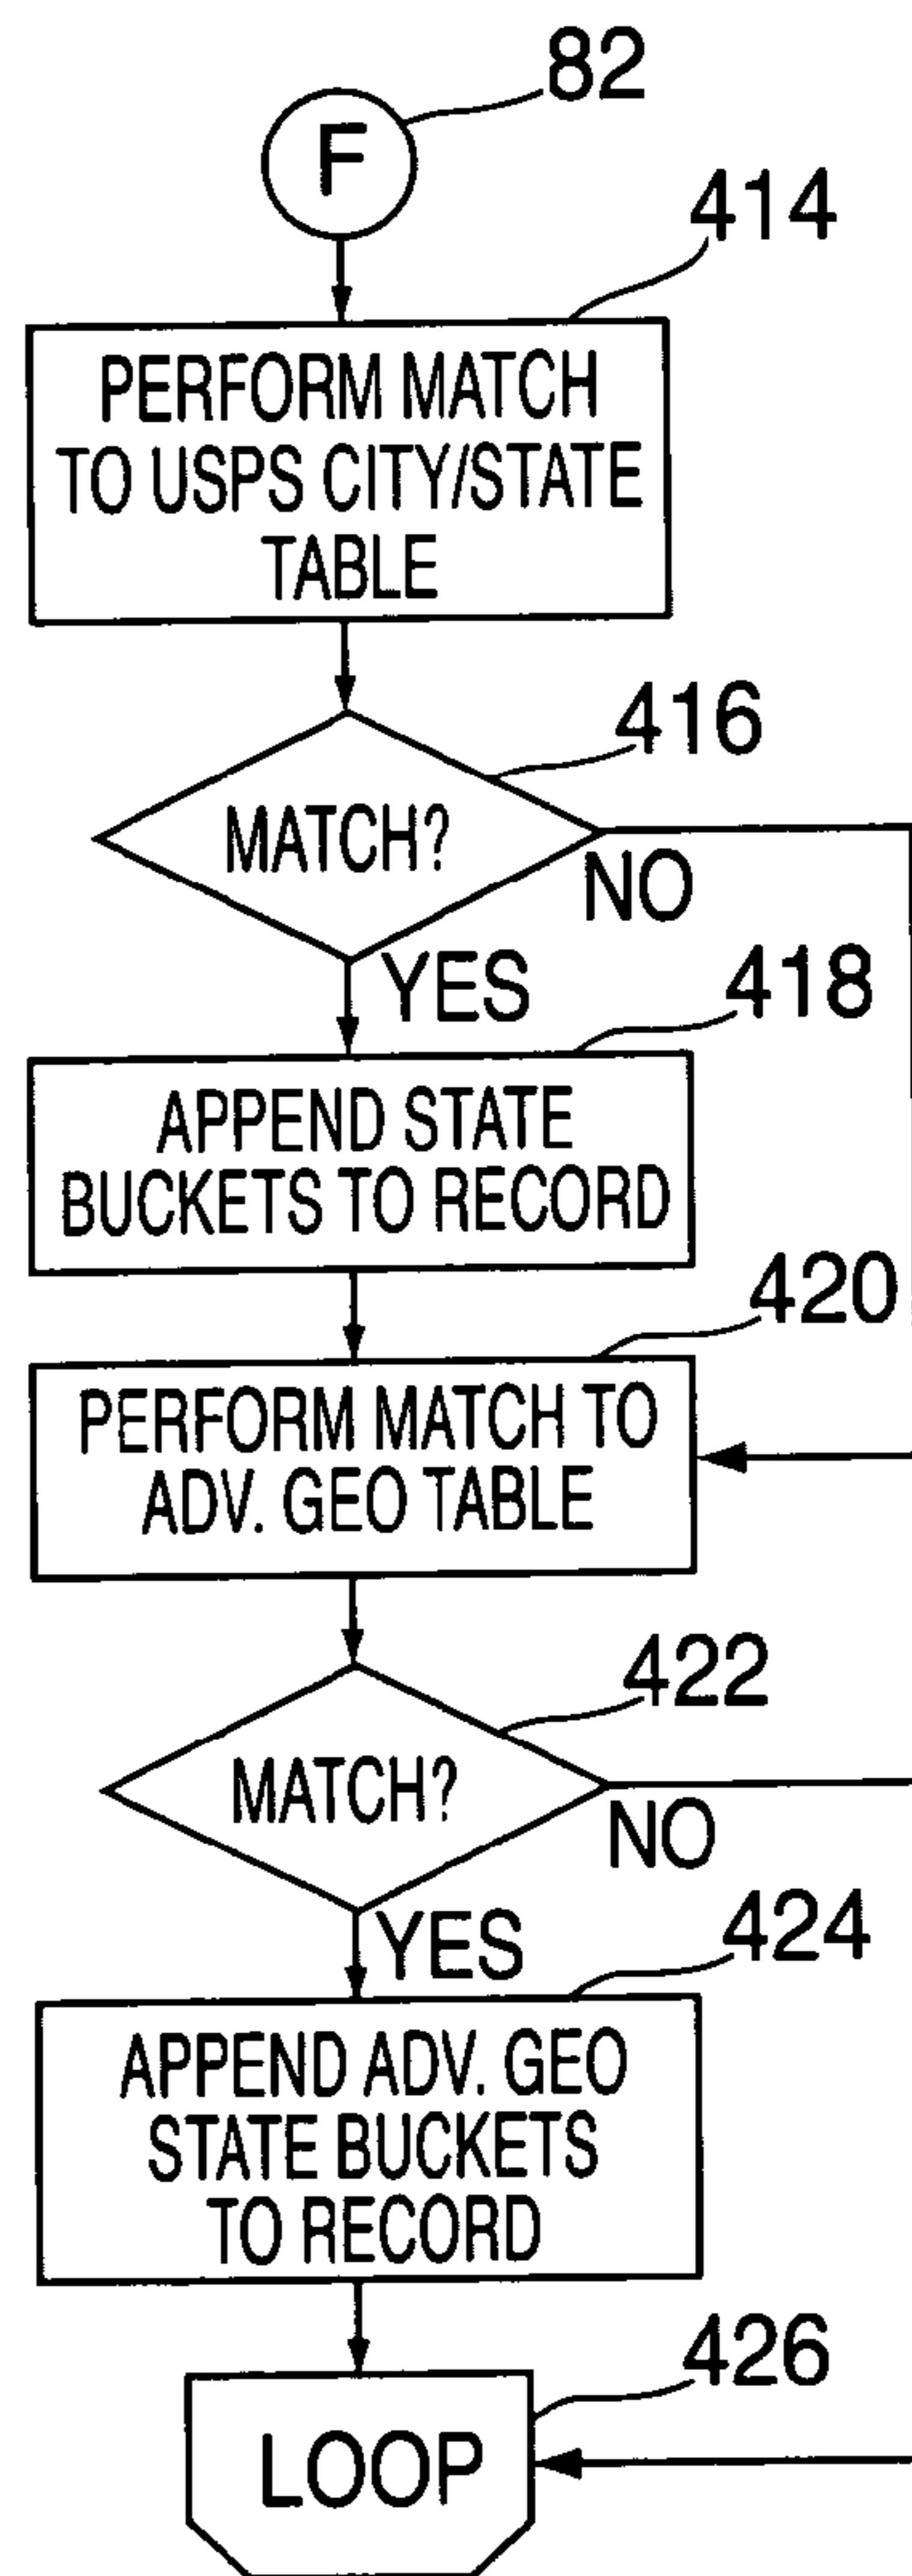 82
F
414
PERFORM MATCH
TO USPS CITY/STATE
TABLE
416
MATCH?
NO
YES
418
APPEND STATE
BUCKETS TO RECORD
420
PERFORM MATCH TO
ADV. GEO TABLE
422
MATCH?
NO
YES
424
APPEND ADV. GEO
STATE BUCKETS
TO RECORD
426
LOOP